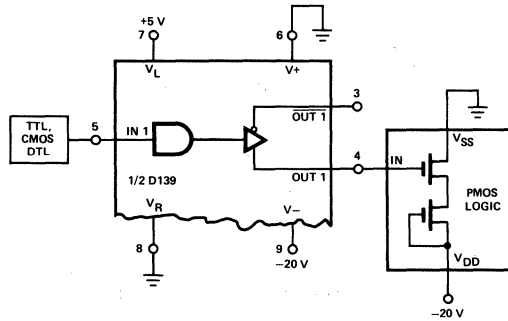 +5 V
7
6
V_L
V+
3
OUT 1
TTL,
CMOS
DTL
5
IN 1
4
IN
V_SS
OUT 1
1/2 D139
PMOS
LOGIC
V_R
V−
8
9
−20 V
V_DD
−20 V